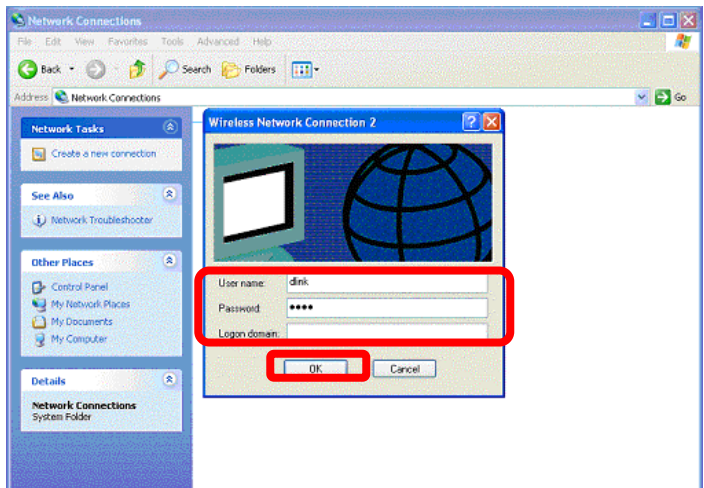 Network Connections
File Edit View Favorites Tools Advanced Help
Back Search Folders
Address Network Connections Go
Network Tasks
Create a new connection
See Also
Network Troubleshooter
Other Places
Control Panel
My Network Places
My Documents
My Computer
Details
Network Connections
System Folder
Wireless Network Connection 2
User name: dlink
Password: ••••
Logon domain:
OK Cancel